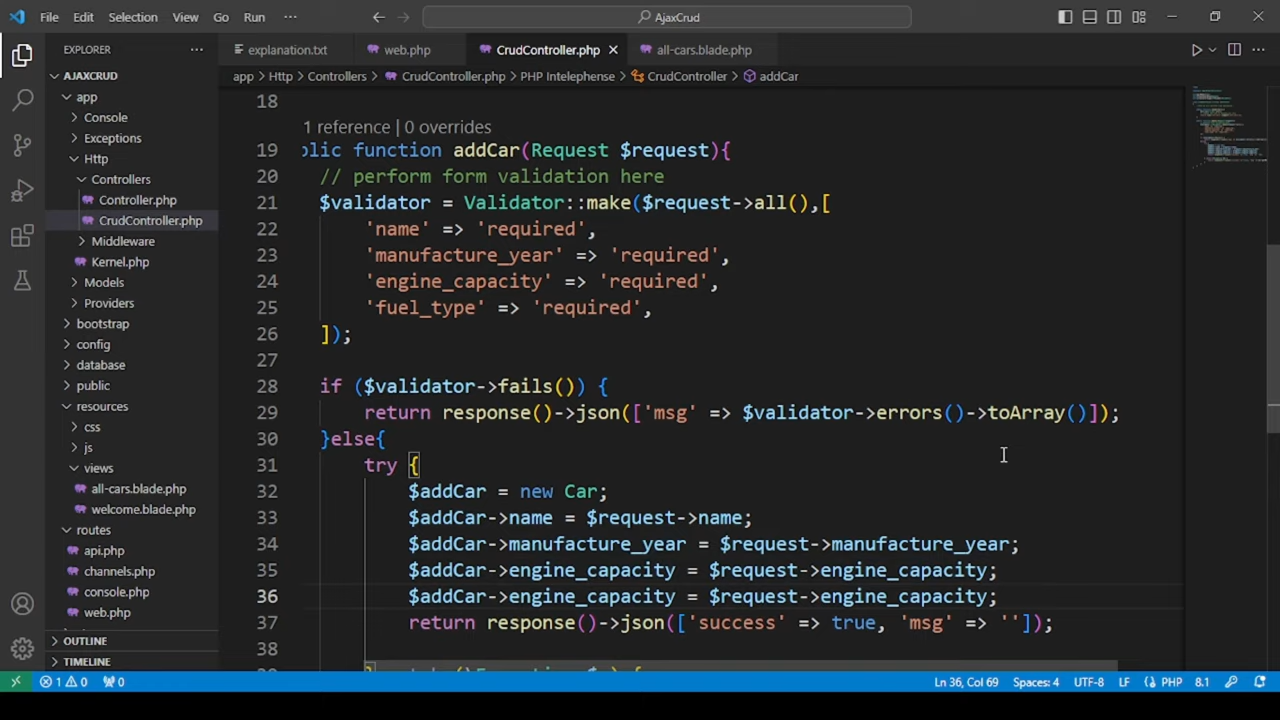 File Edit Selection View Go Run ··· AjaxCrud
EXPLORER ··· explanation.txt web.php CrudController.php all-cars.blade.php
AJAXCRUD
app > Http > Controllers > CrudController.php > PHP Intelephense > CrudController > addCar
app
Console
Exceptions
Http
Controllers
Controller.php
CrudController.php
Middleware
Kernel.php
Models
Providers
bootstrap
config
database
public
resources
css
js
views
all-cars.blade.php
welcome.blade.php
routes
api.php
channels.php
console.php
web.php
OUTLINE
TIMELINE
18
1 reference | 0 overrides
19 blic function addCar(Request $request){
20 // perform form validation here
21 $validator = Validator::make($request->all(),[
22 'name' => 'required',
23 'manufacture_year' => 'required',
24 'engine_capacity' => 'required',
25 'fuel_type' => 'required',
26 ]);
27
28 if ($validator->fails()) {
29 return response()->json(['msg' => $validator->errors()->toArray()]);
30 }else{
31 try {
32 $addCar = new Car;
33 $addCar->name = $request->name;
34 $addCar->manufacture_year = $request->manufacture_year;
35 $addCar->engine_capacity = $request->engine_capacity;
36 $addCar->engine_capacity = $request->engine_capacity;
37 return response()->json(['success' => true, 'msg' => '']);
38
1 0 0 Ln 36, Col 69 Spaces: 4 UTF-8 LF PHP 8.1